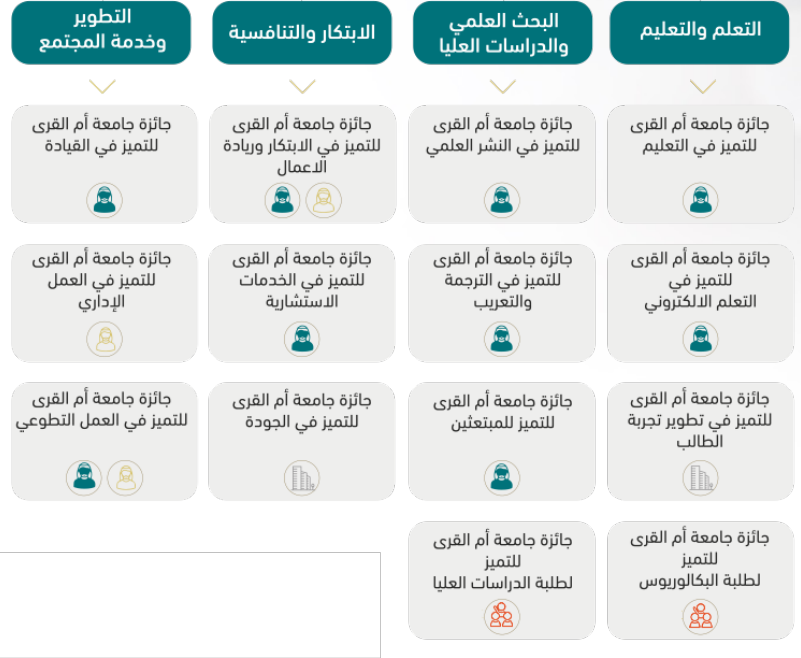 التعلم والتعليم
البحث العلمي
والدراسات العليا
الابتكار والتنافسية
التطوير
وخدمة المجتمع
جائزة جامعة أم القرى
للتميز في التعليم
جائزة جامعة أم القرى
للتميز في النشر العلمي
جائزة جامعة أم القرى
للتميز في الابتكار وريادة
الاعمال
جائزة جامعة أم القرى
للتميز في القيادة
جائزة جامعة أم القرى
للتميز في
التعلم الالكتروني
جائزة جامعة أم القرى
للتميز في الترجمة
والتعريب
جائزة جامعة أم القرى
للتميز في الخدمات
الاستشارية
جائزة جامعة أم القرى
للتميز في العمل
الإداري
جائزة جامعة أم القرى
للتميز في تطوير تجربة
الطالب
جائزة جامعة أم القرى
للتميز للمبتعثين
جائزة جامعة أم القرى
للتميز في الجودة
جائزة جامعة أم القرى
للتميز في العمل التطوعي
جائزة جامعة أم القرى
للتميز
لطلبة البكالوريوس
جائزة جامعة أم القرى
للتميز
لطلبة الدراسات العليا